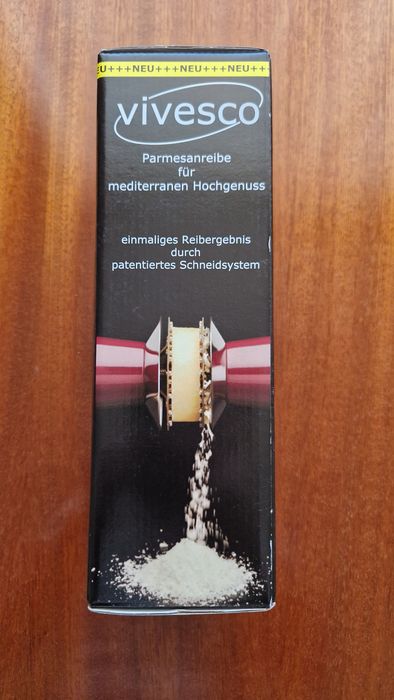 EU+++NEU+++NEU+++NEU++
vivesco
Parmesanreibe
für
mediterranen Hochgenuss
einmaliges Reibergebnis
durch
patentiertes Schneidsystem